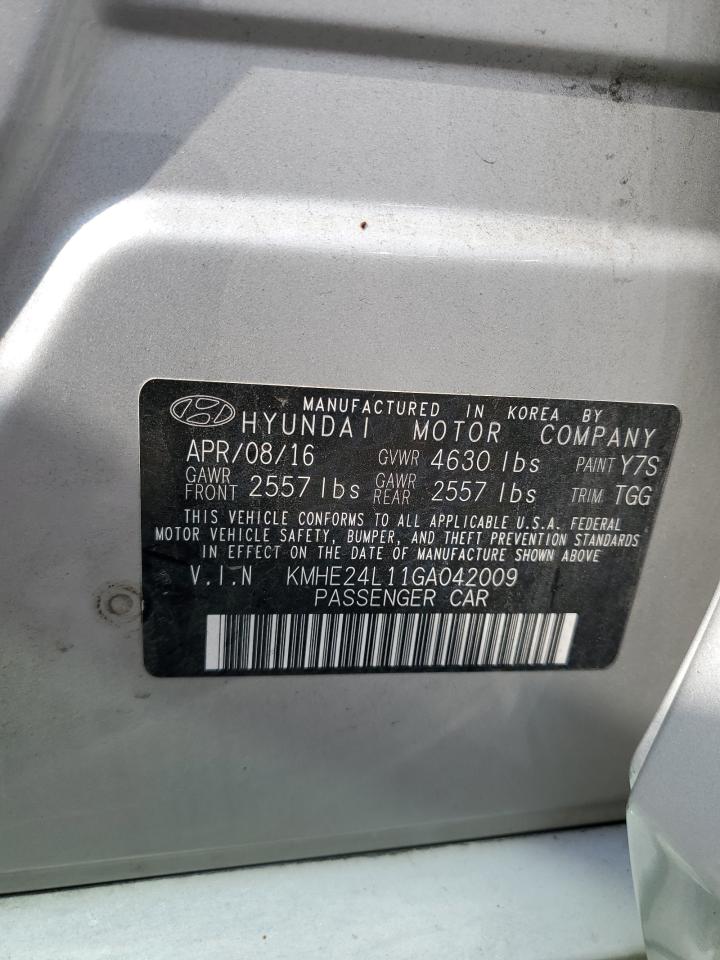 MANUFACTURED IN KOREA BY
HYUNDAI MOTOR COMPANY
APR/08/16 GVWR 4630 lbs PAINT Y7S
GAWR FRONT 2557 lbs GAWR REAR 2557 lbs TRIM TGG
THIS VEHICLE CONFORMS TO ALL APPLICABLE U.S.A. FEDERAL
MOTOR VEHICLE SAFETY, BUMPER, AND THEFT PREVENTION STANDARDS
IN EFFECT ON THE DATE OF MANUFACTURE SHOWN ABOVE
V.I.N KMHE24L11GA042009
PASSENGER CAR